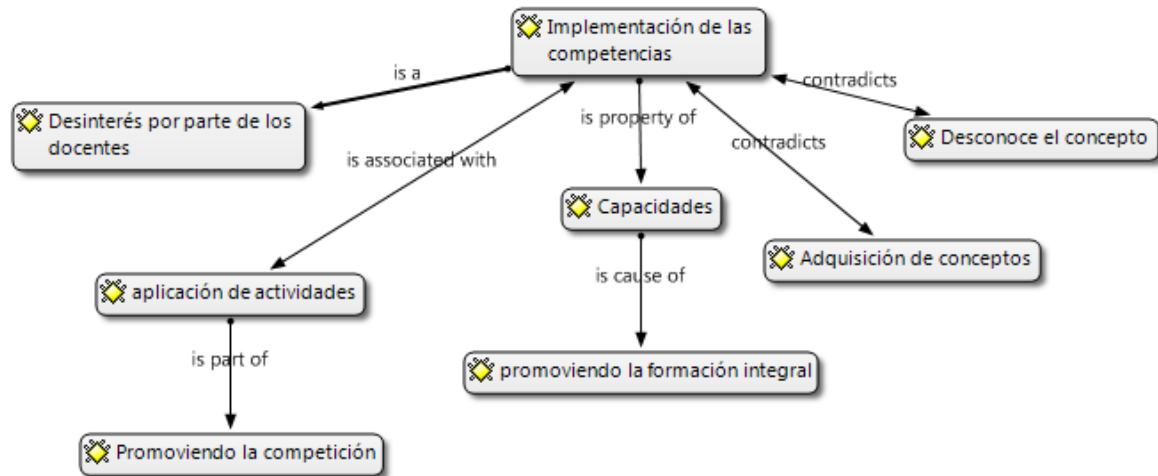 Implementación de las
competencias
is a
contradicts
Desinterés por parte de los
docentes
is property of
contradicts
Desconoce el concepto
is associated with
Capacidades
Adquisición de conceptos
is cause of
aplicación de actividades
is part of
promoviendo la formación integral
Promoviendo la competición